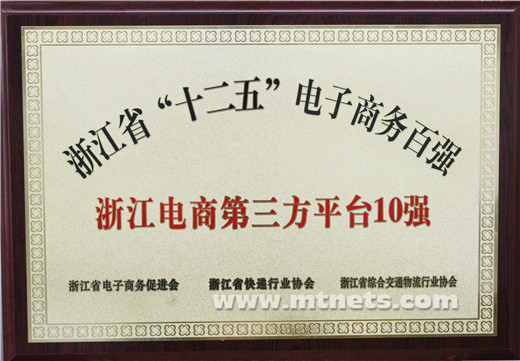 浙江省“十二五”电子商务百强
浙江电商第三方平台10强
浙江省电子商务促进会 浙江省快递行业协会 浙江省综合交通物流行业协会
www.mtnets.com